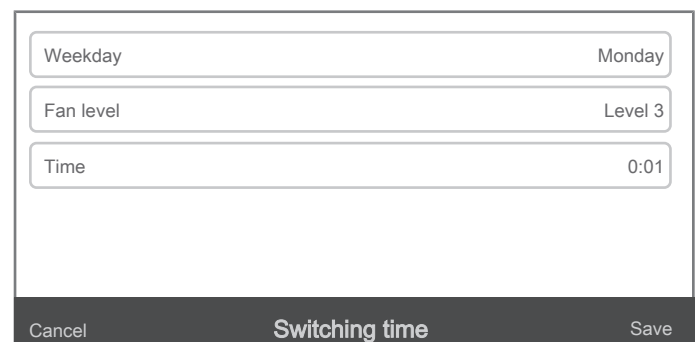 Weekday Monday
Fan level Level 3
Time 0:01
Cancel Switching time Save